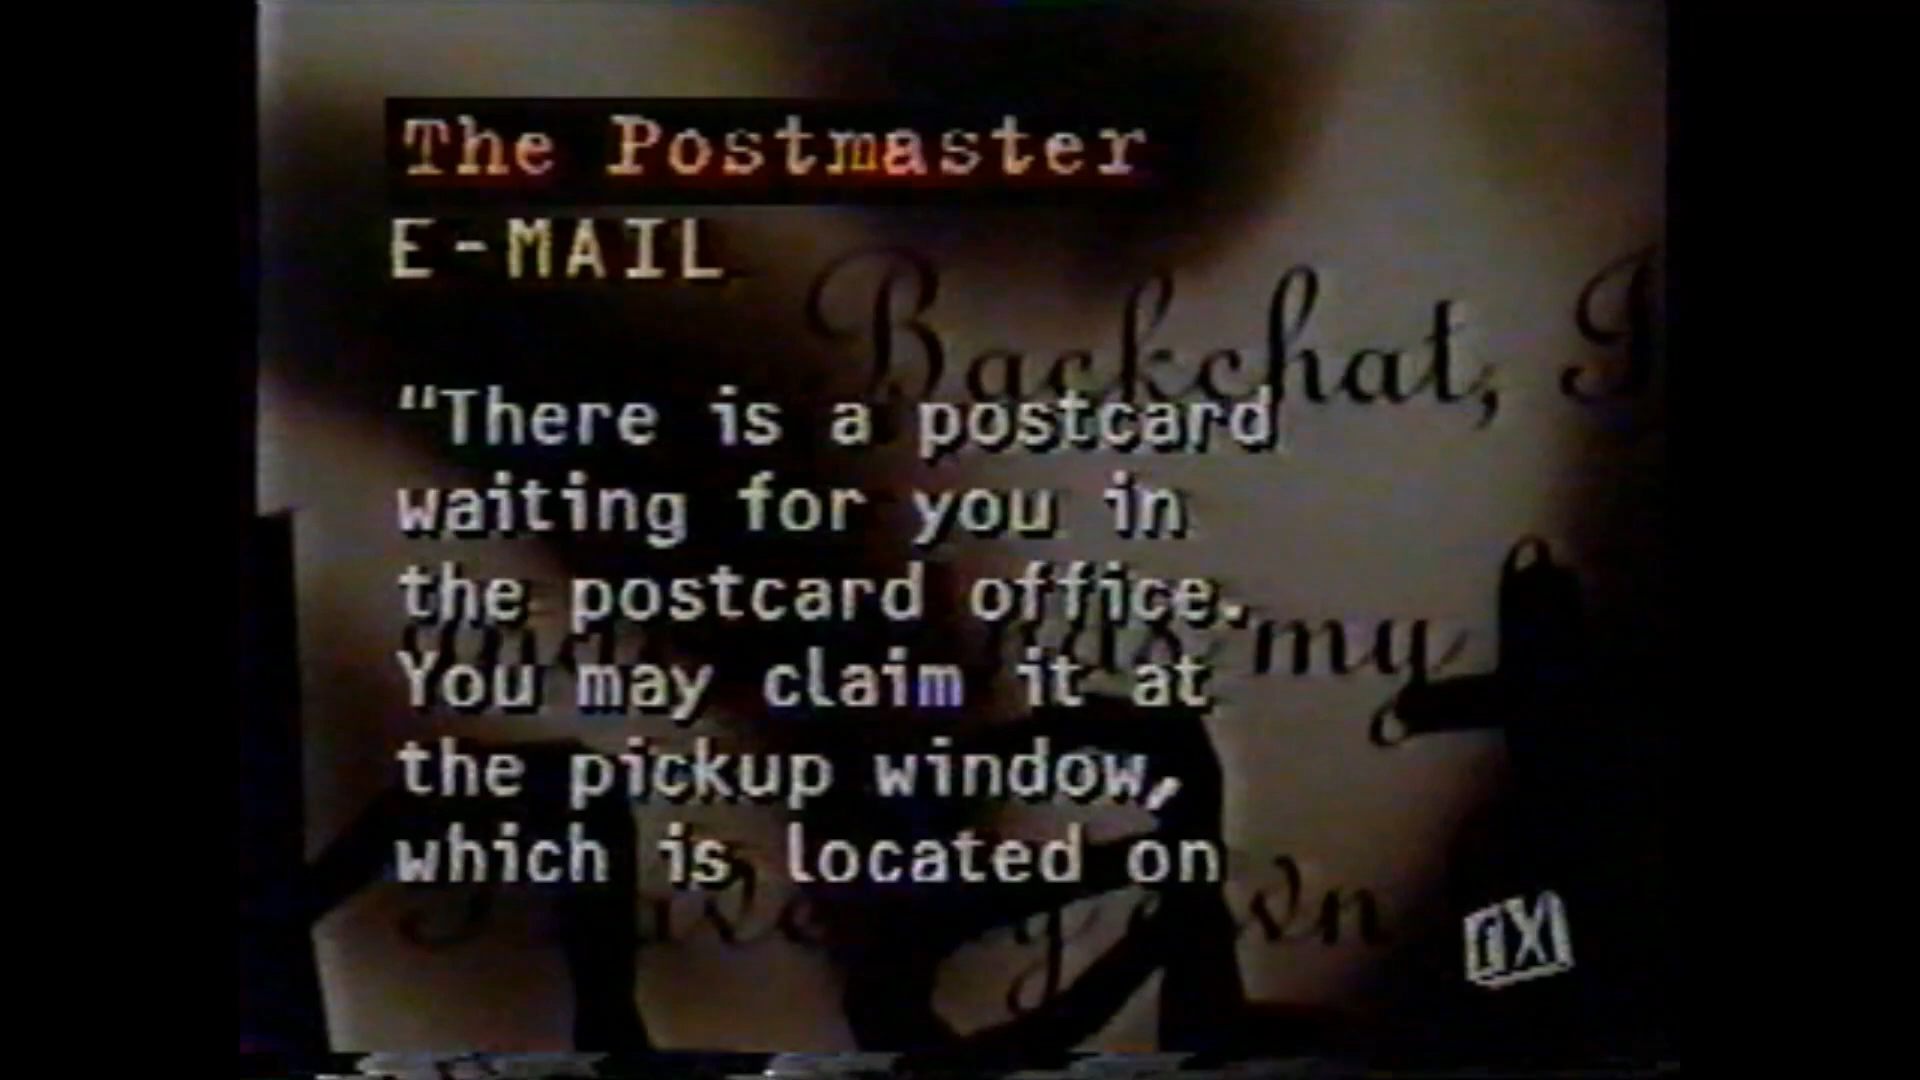 The Postmaster
E-MAIL
Backchat, I
"There is a postcard
waiting for you in
the postcard office.
my
You may claim it at
the pickup window,
which is located on
fX